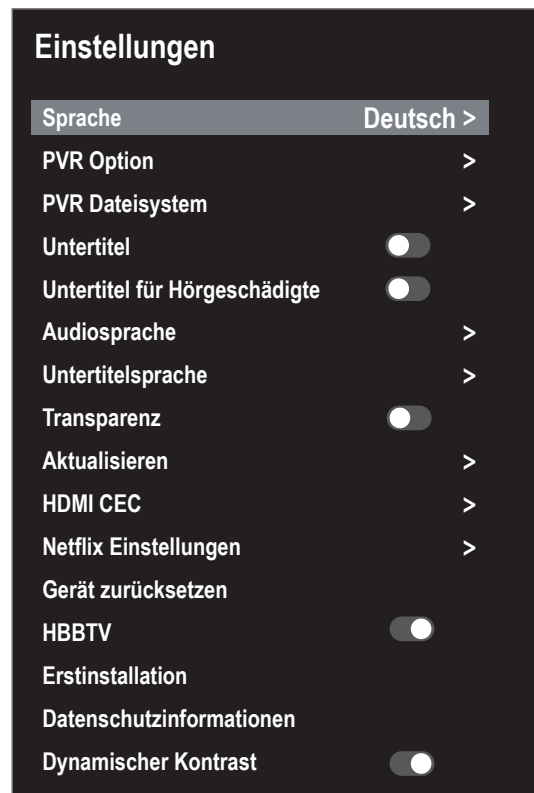 Einstellungen
Sprache Deutsch >
PVR Option >
PVR Dateisystem >
Untertitel
Untertitel für Hörgeschädigte
Audiosprache >
Untertitelsprache >
Transparenz
Aktualisieren >
HDMI CEC >
Netflix Einstellungen >
Gerät zurücksetzen
HBBTV
Erstinstallation
Datenschutzinformationen
Dynamischer Kontrast